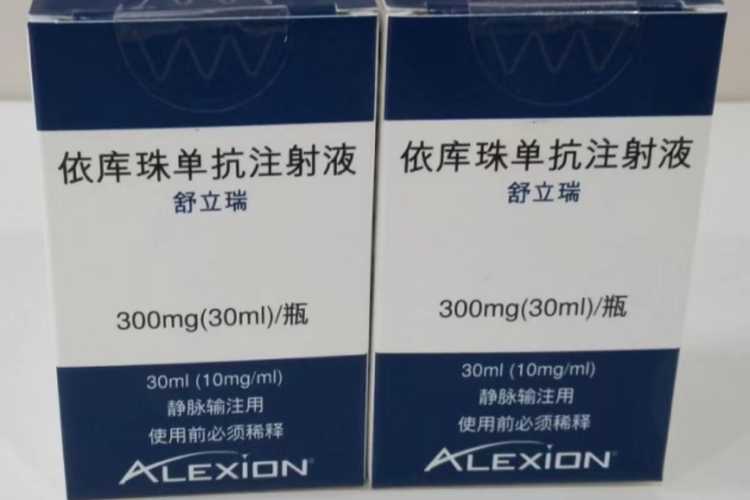 依库珠单抗注射液
舒立瑞
300mg(30ml)/瓶
30ml (10mg/ml)
静脉输注用
使用前必须稀释
ALEXION
依库珠单抗注射液
舒立瑞
300mg(30ml)/瓶
30ml (10mg/ml)
静脉输注用
使用前必须稀释
ALEXION